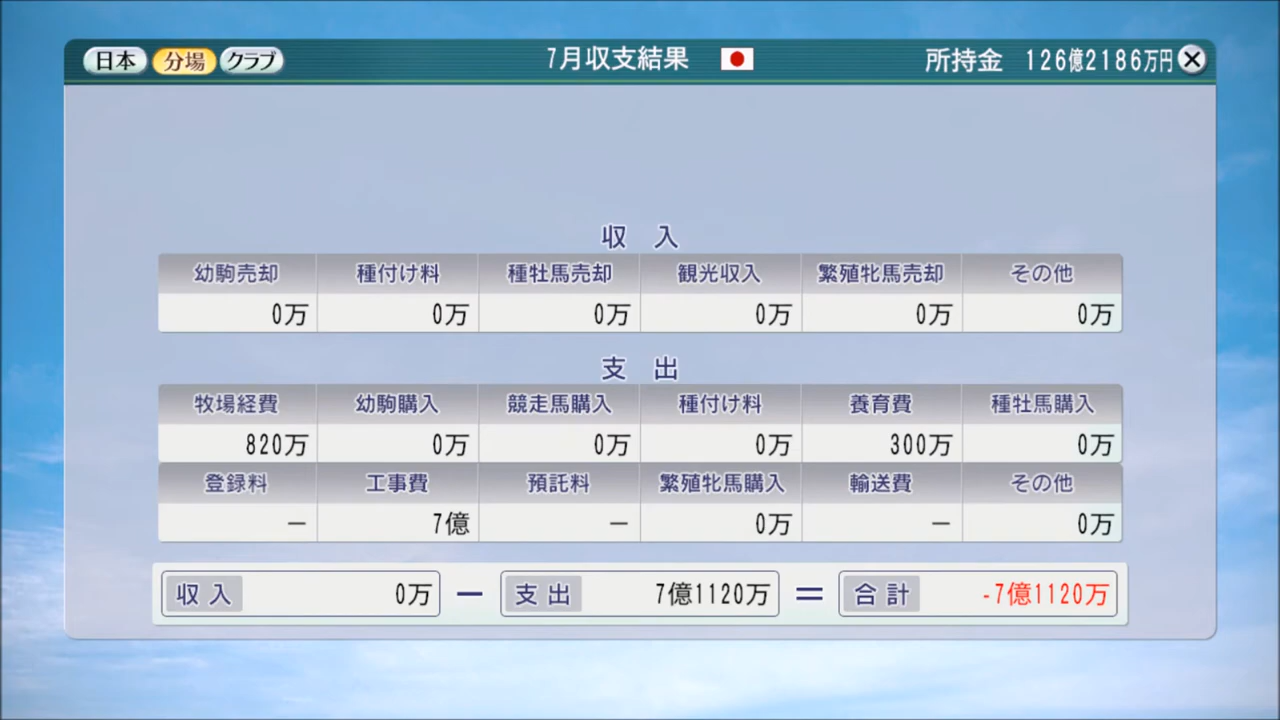 日本 分場 クラブ 7月収支結果 所持金 126億2186万円
収 入
幼駒売却 種付け料 種牡馬売却 観光収入 繁殖牝馬売却 その他
0万 0万 0万 0万 0万 0万
支 出
牧場経費 幼駒購入 競走馬購入 種付け料 養育費 種牡馬購入
820万 0万 0万 0万 300万 0万
登録料 工事費 預託料 繁殖牝馬購入 輸送費 その他
― 7億 ― 0万 ― 0万
収 入 0万 － 支 出 7億1120万 ＝ 合 計 -7億1120万